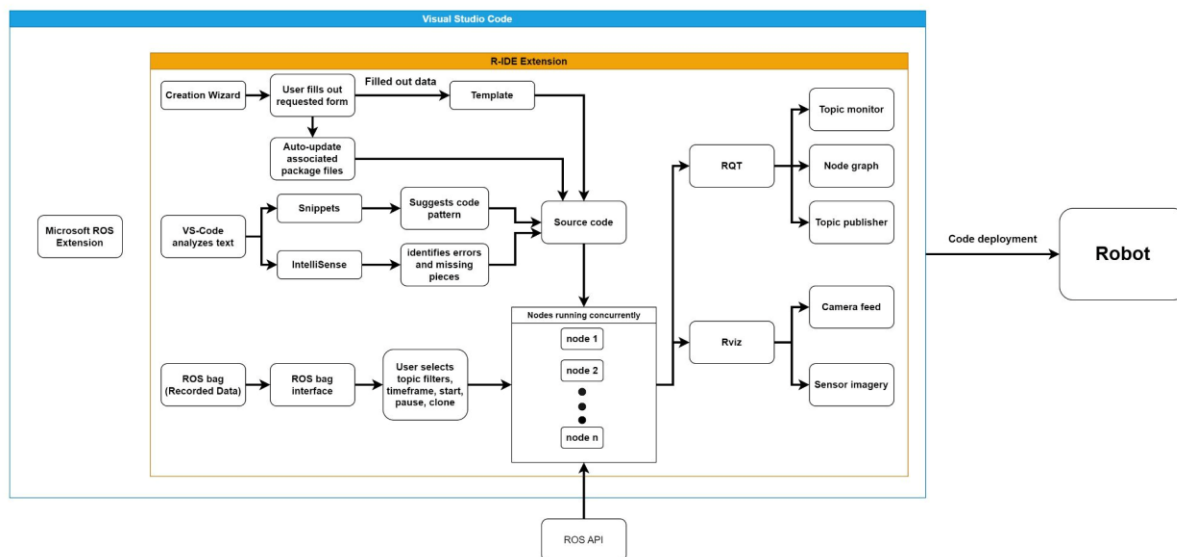 Visual Studio Code
R-IDE Extension
Creation Wizard
User fills out
requested form
Filled out data
Template
Auto-update
associated
package files
Microsoft ROS
Extension
VS-Code
analyzes text
Snippets
Suggests code
pattern
IntelliSense
identifies errors
and missing
pieces
Source code
ROS bag
(Recorded Data)
ROS bag
interface
User selects
topic filters,
timeframe, start,
pause, clone
Nodes running concurrently
node 1
node 2
node n
ROS API
RQT
Topic monitor
Node graph
Topic publisher
Rviz
Camera feed
Sensor imagery
Code deployment
Robot